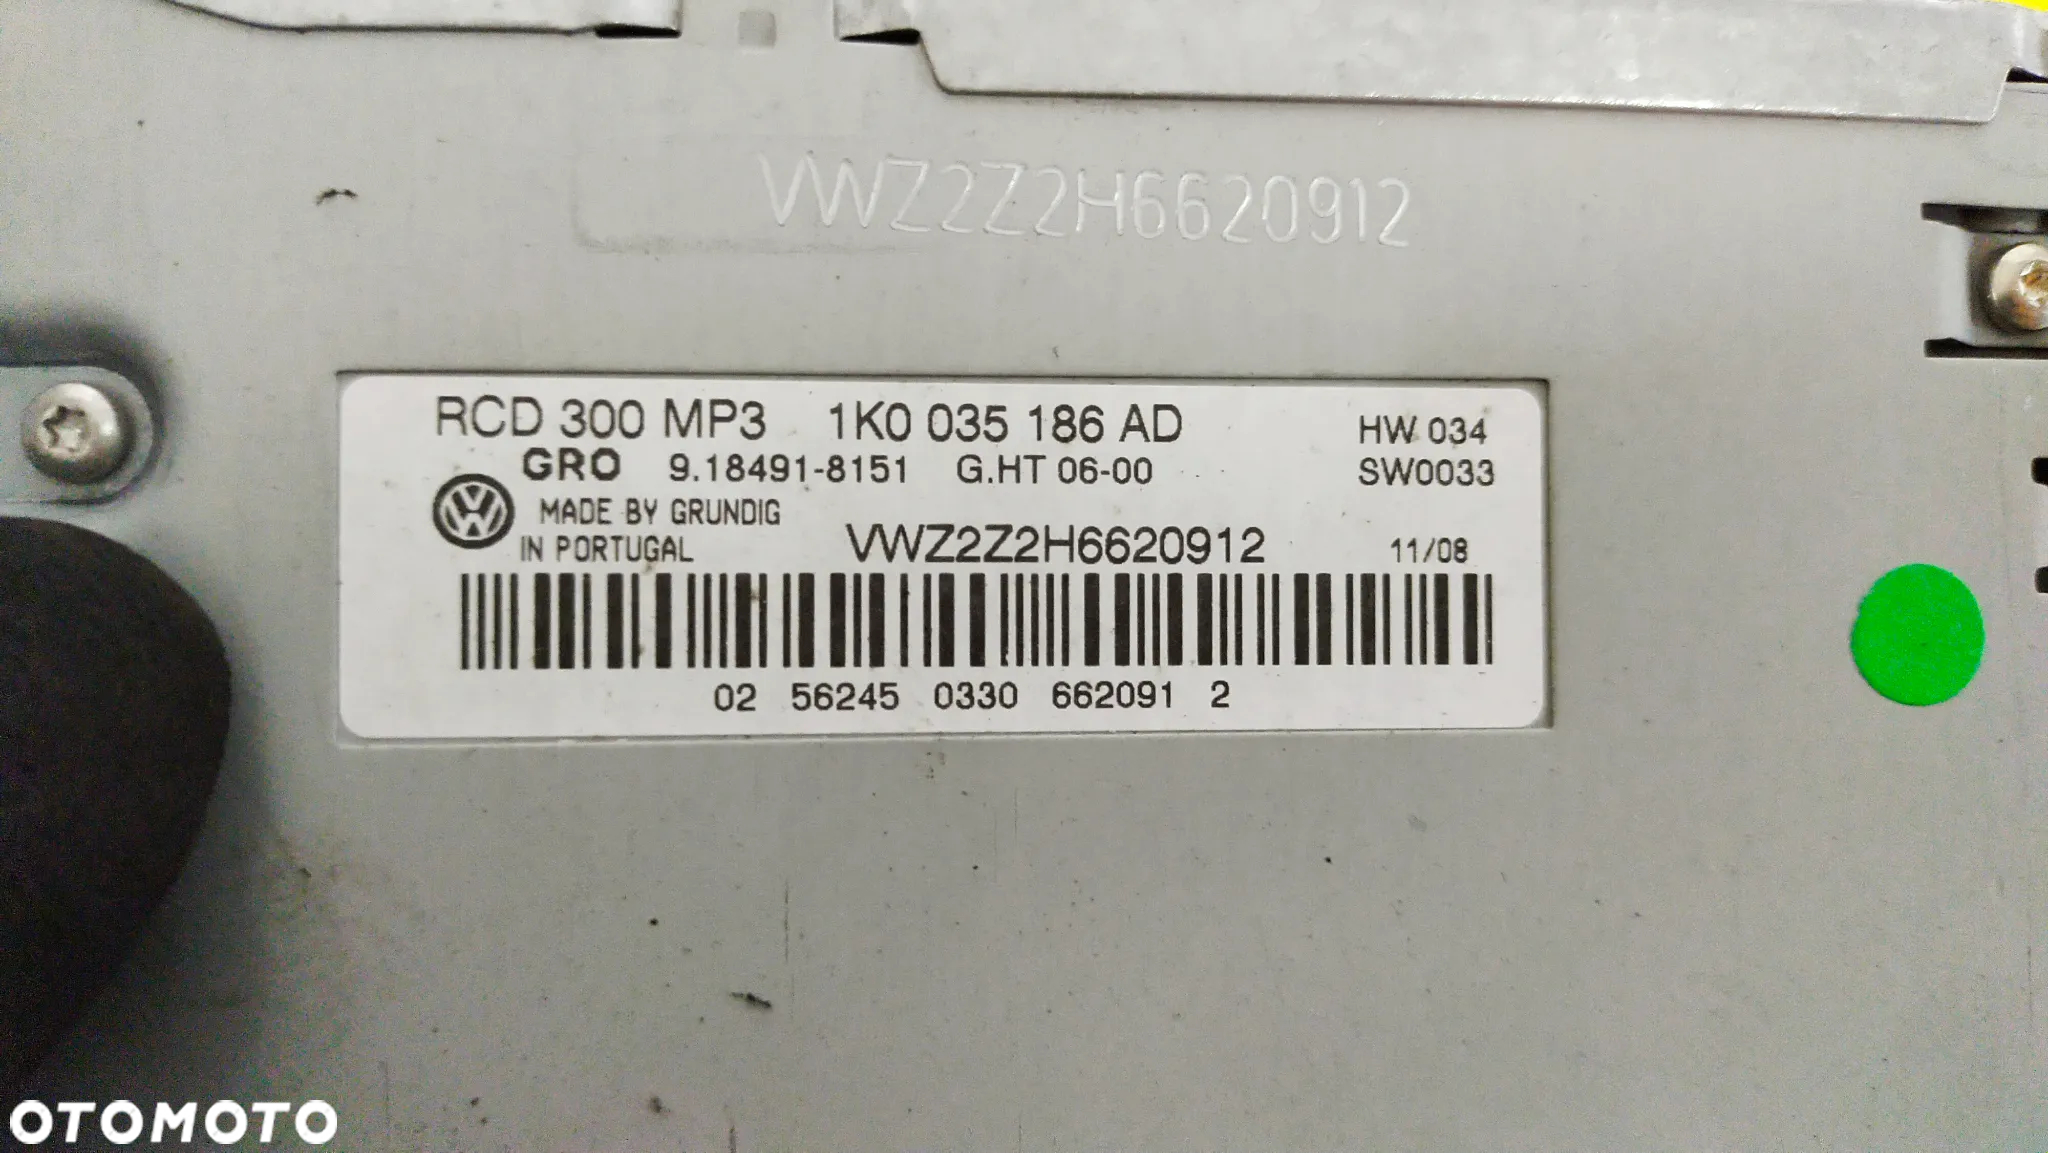 VWZ2Z2H6620912
RCD 300 MP3 1K0 035 186 AD HW 034
GRO 9.18491-8151 G.HT 06-00 SW0033
MADE BY GRUNDIG
IN PORTUGAL VWZ2Z2H6620912 11/08
02 56245 0330 662091 2
OTOMOTO